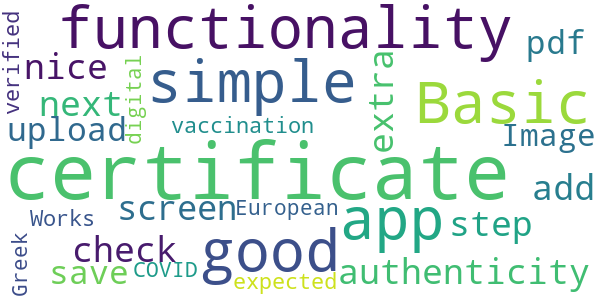 functionality
pdf
verified
nice
digital
simple
extra
Basic
next
upload
vaccination
Image
certificate
add
Works
screen
European
app
step
Greek
check
good
save
COVID
expected
authenticity